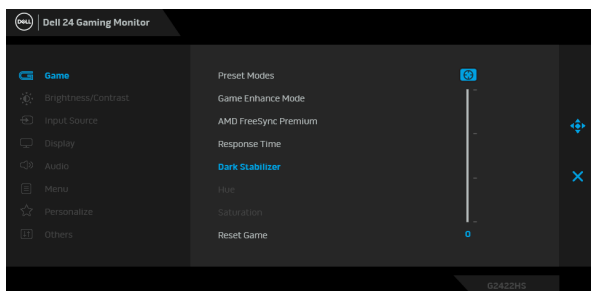 DELL Dell 24 Gaming Monitor
Game
Brightness/Contrast
Input Source
Display
Audio
Menu
Personalize
Others
Preset Modes
Game Enhance Mode
AMD FreeSync Premium
Response Time
Dark Stabilizer
Hue
Saturation
Reset Game
0
G2422HS